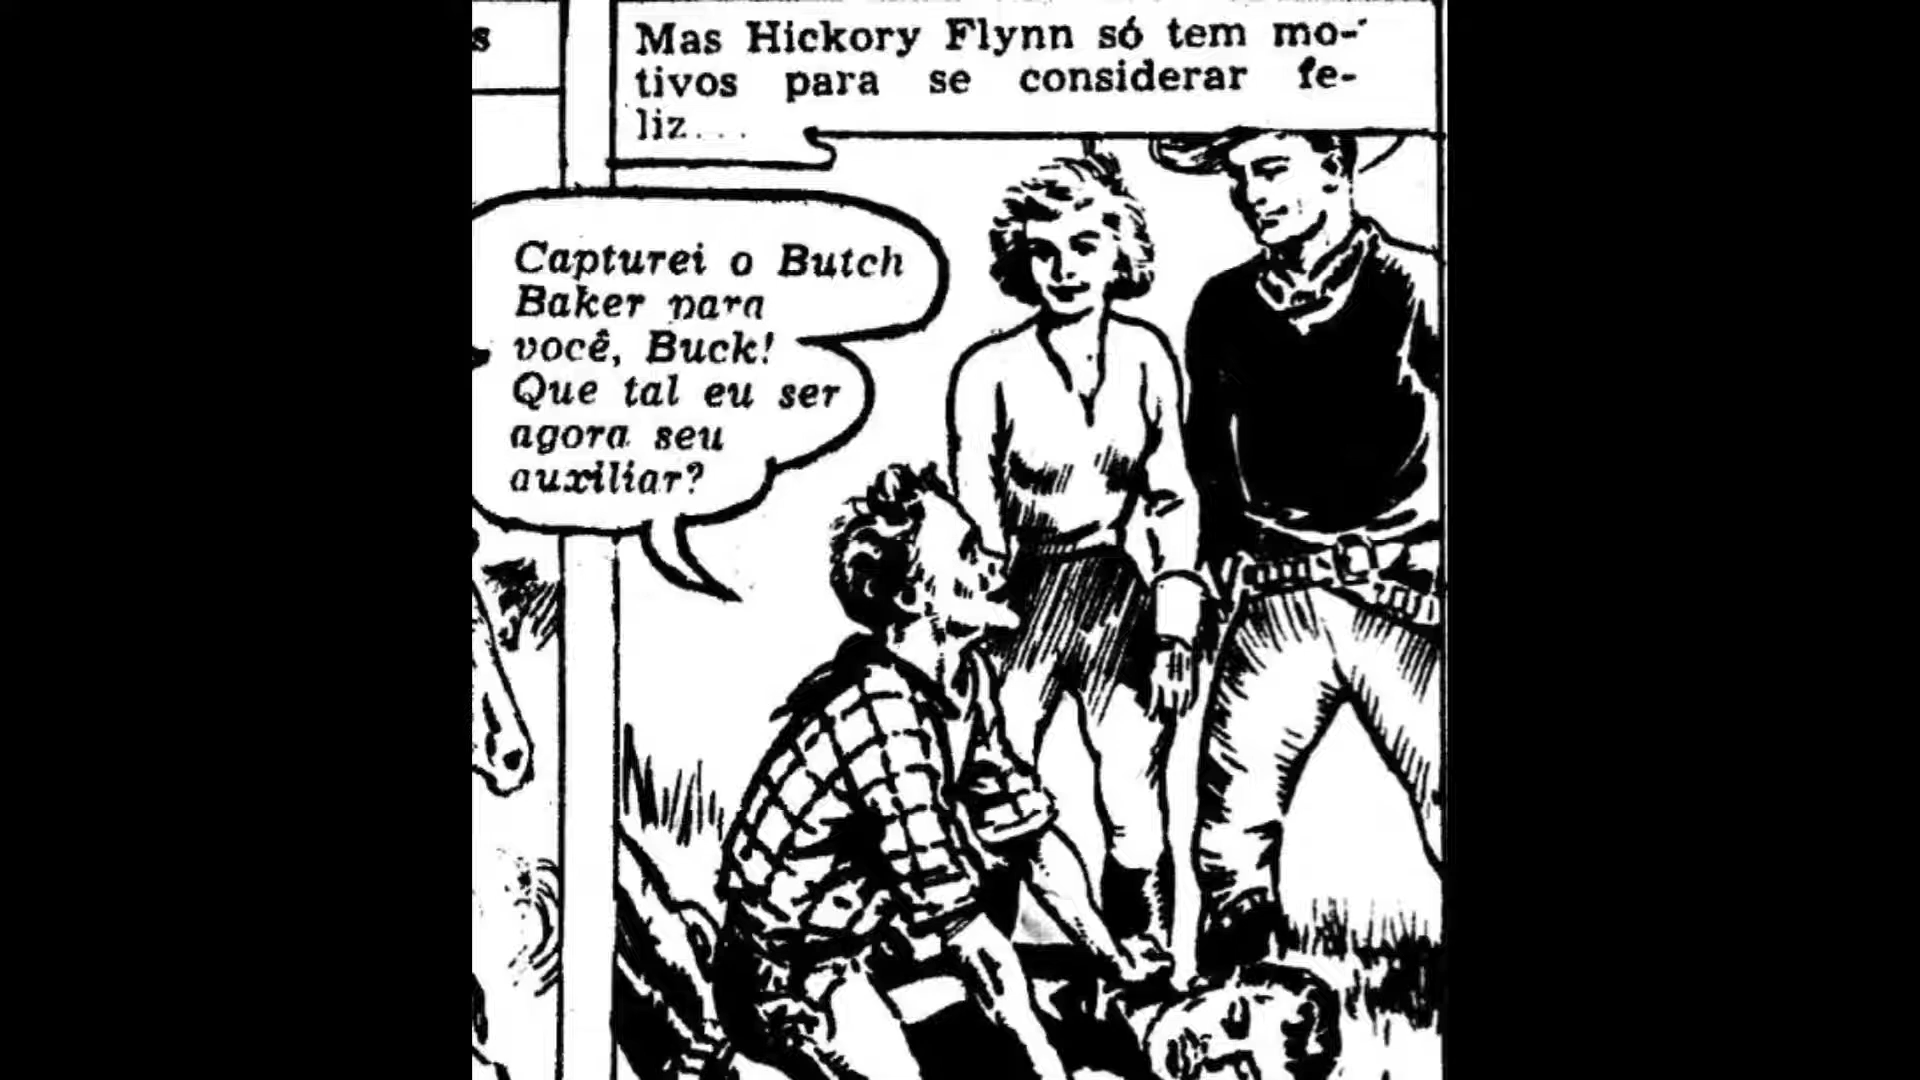 s
Mas Hickory Flynn só tem mo-
tivos para se considerar fe-
liz...
Capturei o Butch
Baker para
você, Buck!
Que tal eu ser
agora seu
auxiliar?